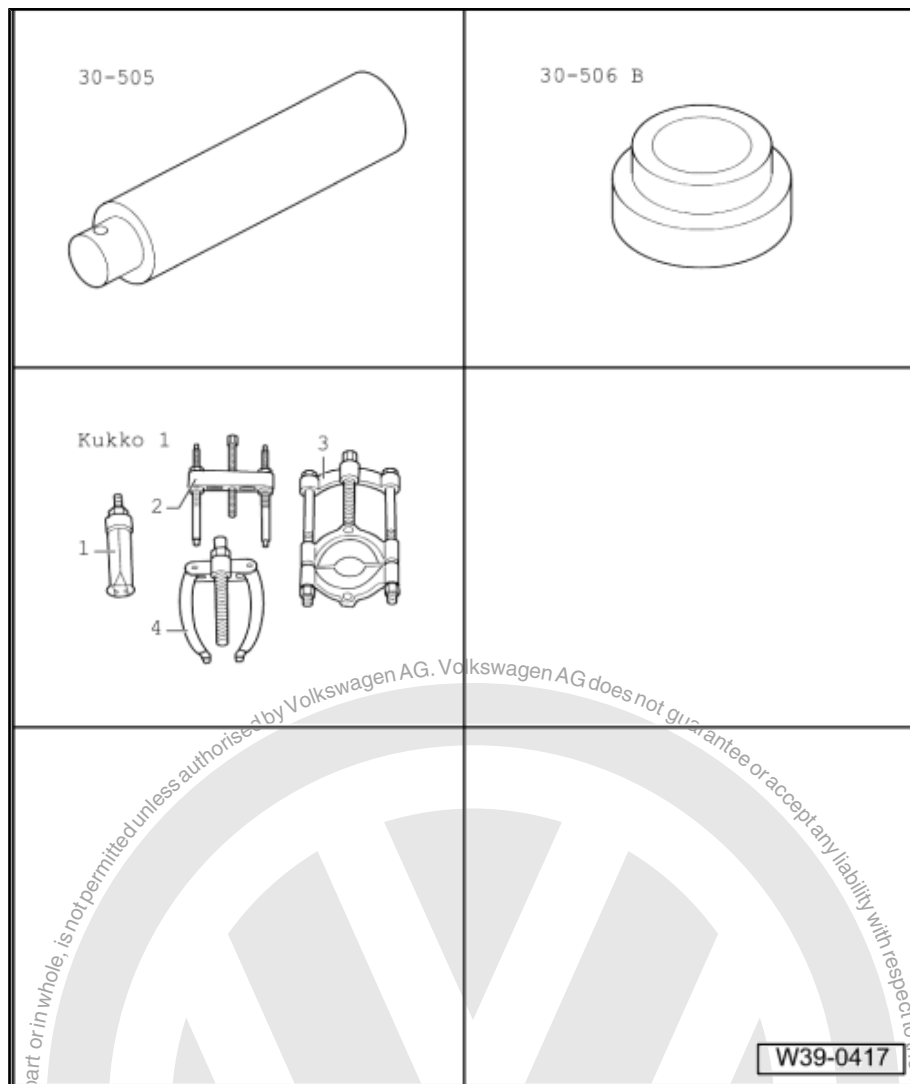 30-505
30-506 B
Kukko 1
2
3
1
4
part or in whole, is not permitted unless authorised by Volkswagen AG. Volkswagen AG does not guarantee or accept any liability with respect to
W39-0417